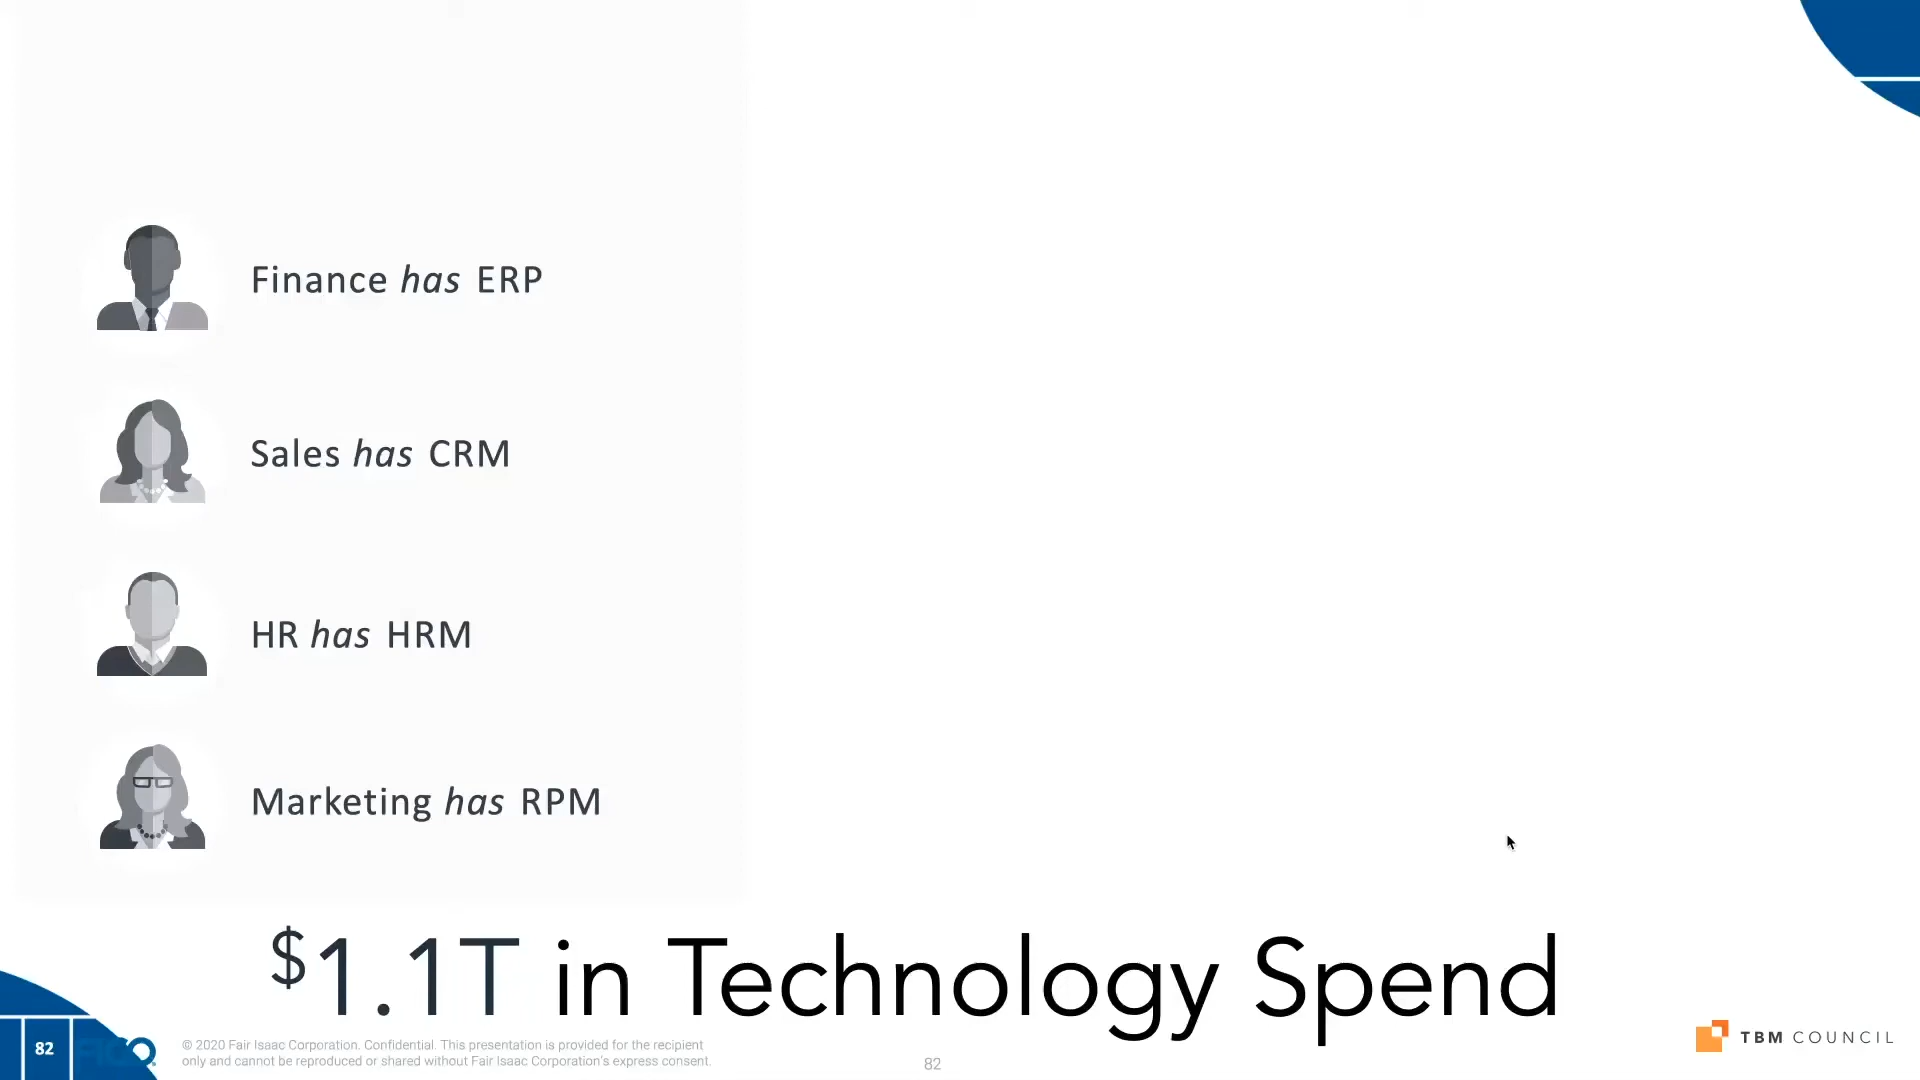 Finance has ERP
Sales has CRM
HR has HRM
Marketing has RPM
$1.1T in Technology Spend
82
FICO
© 2020 Fair Isaac Corporation. Confidential. This presentation is provided for the recipient
only and cannot be reproduced or shared without Fair Isaac Corporation's express consent.
82
TBM COUNCIL